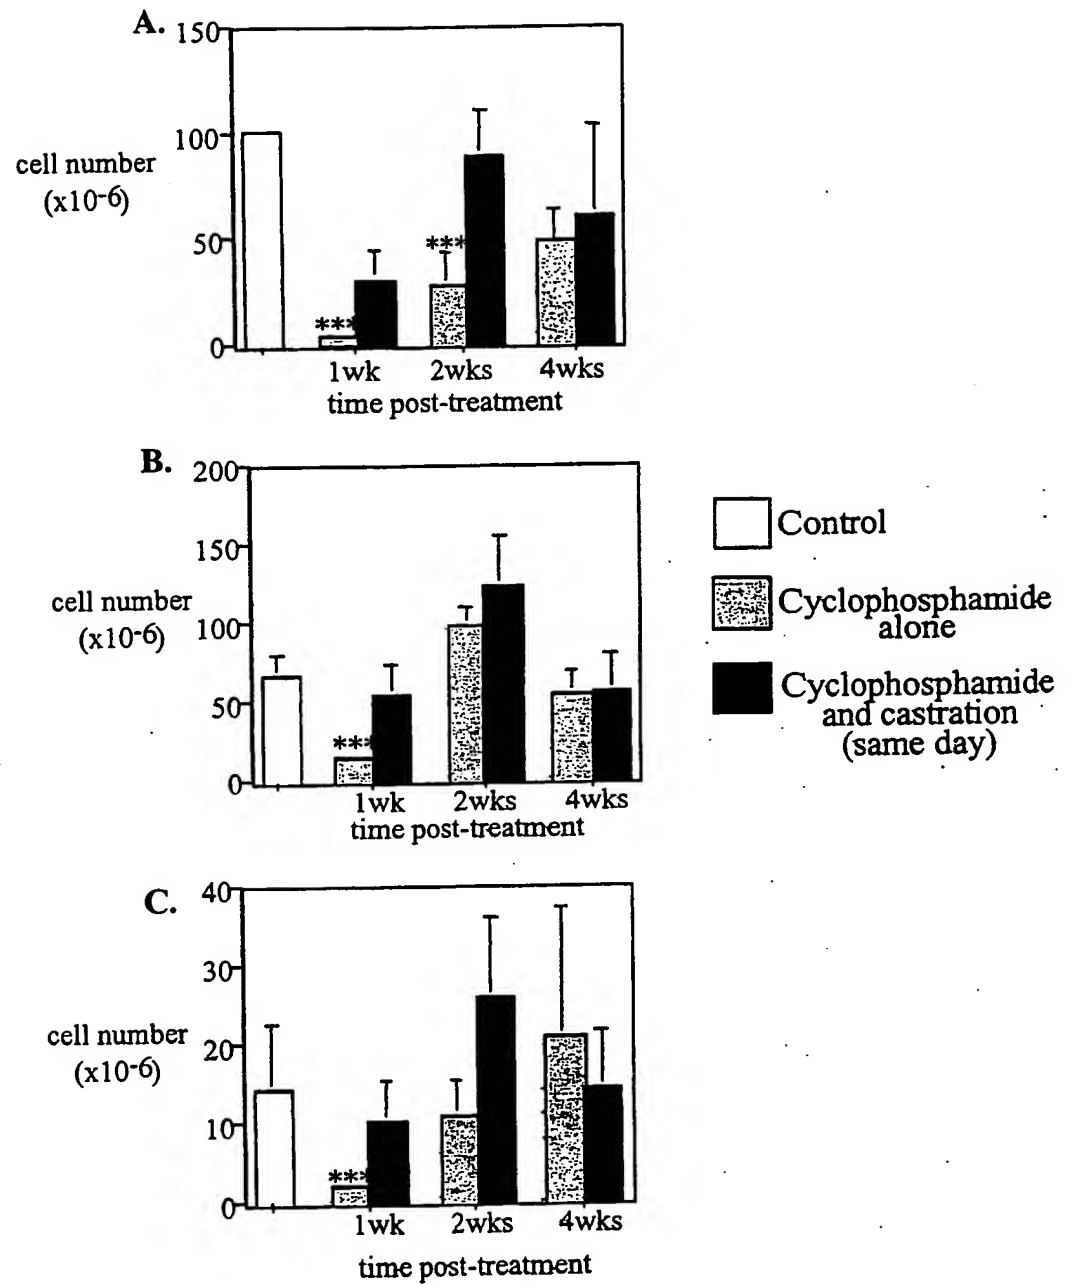 A.
150
100
50
0
cell number
(x10-6)
***
***
1wk 2wks 4wks
time post-treatment
B.
200
150
100
50
0
cell number
(x10-6)
***
1wk 2wks 4wks
time post-treatment
Control
Cyclophosphamide
alone
Cyclophosphamide
and castration
(same day)
C.
40
30
20
10
0
cell number
(x10-6)
***
1wk 2wks 4wks
time post-treatment